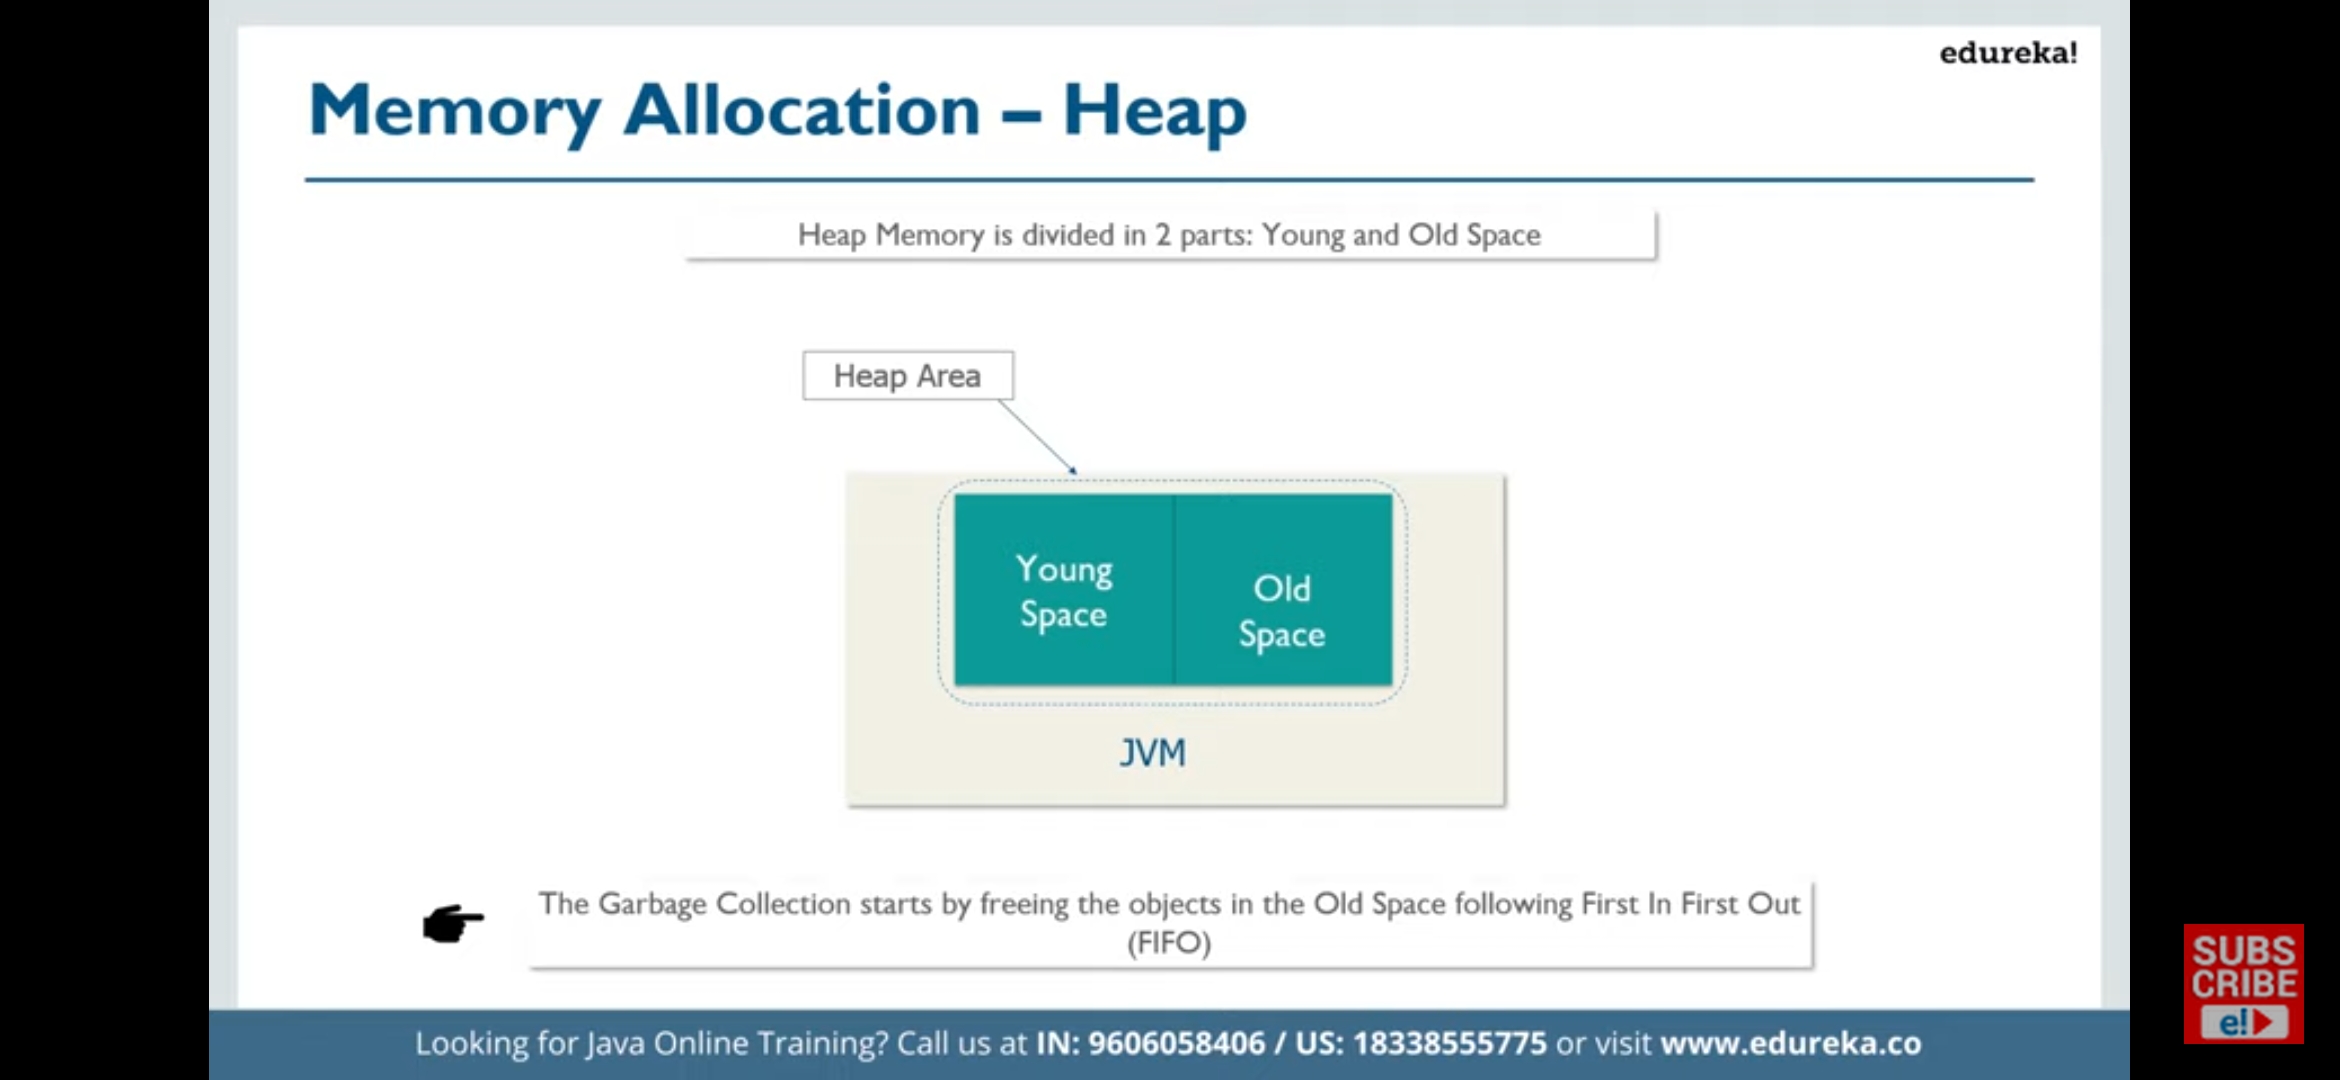 edureka!
Memory Allocation – Heap
Heap Memory is divided in 2 parts: Young and Old Space
Heap Area
Young
Space
Old
Space
JVM
The Garbage Collection starts by freeing the objects in the Old Space following First In First Out
(FIFO)
SUBS
CRIBE
e!
Looking for Java Online Training? Call us at IN: 9606058406 / US: 18338555775 or visit www.edureka.co